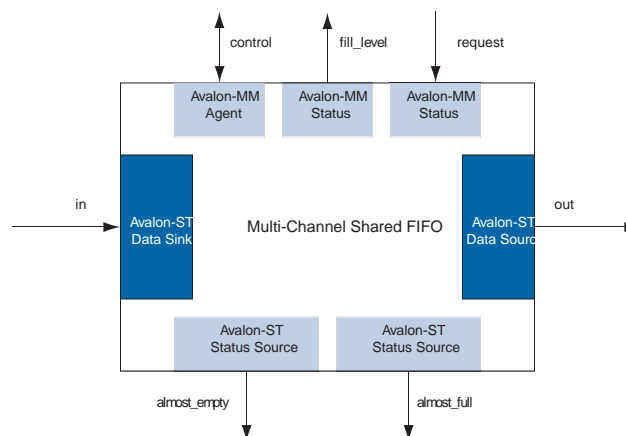 control
fill_level
request
Avalon-MM
Agent
Avalon-MM
Status
Avalon-MM
Status
in
Avalon-ST
Data Sink
Multi-Channel Shared FIFO
Avalon-ST
Data Sourc
out
Avalon-ST
Status Source
Avalon-ST
Status Source
almost_empty
almost_full